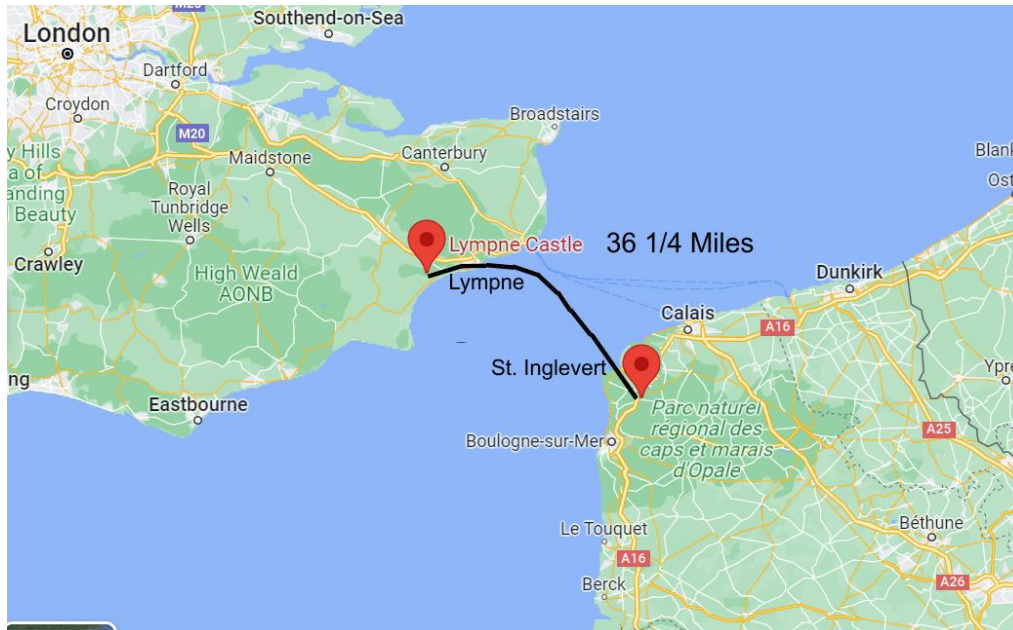 M25
Southend-on-Sea
London
Dartford
Croydon
Broadstairs
M20
y Hills
a of
anding
Beauty
Maidstone
Canterbury
Blank
Ost
Royal
Tunbridge
Wells
Lympne Castle
36 1/4 Miles
Crawley
High Weald
AONB
Lympne
Dunkirk
Calais
A16
ng
St. Inglevert
Ypre
Eastbourne
Parc naturel
régional des
caps et marais
d'Opale
A25
Boulogne-sur-Mer
Le Touquet
Béthune
A16
Berck
A26